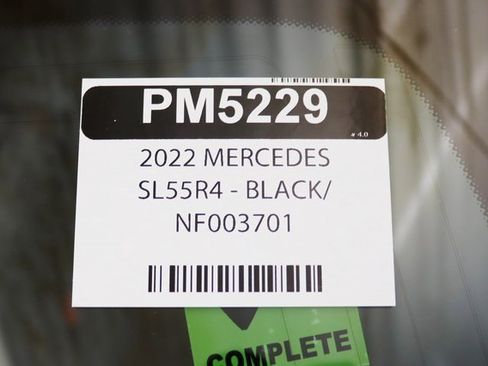 PM5229
# 4.0
2022 MERCEDES
SL55R4 - BLACK/
NF003701
COMPLETE